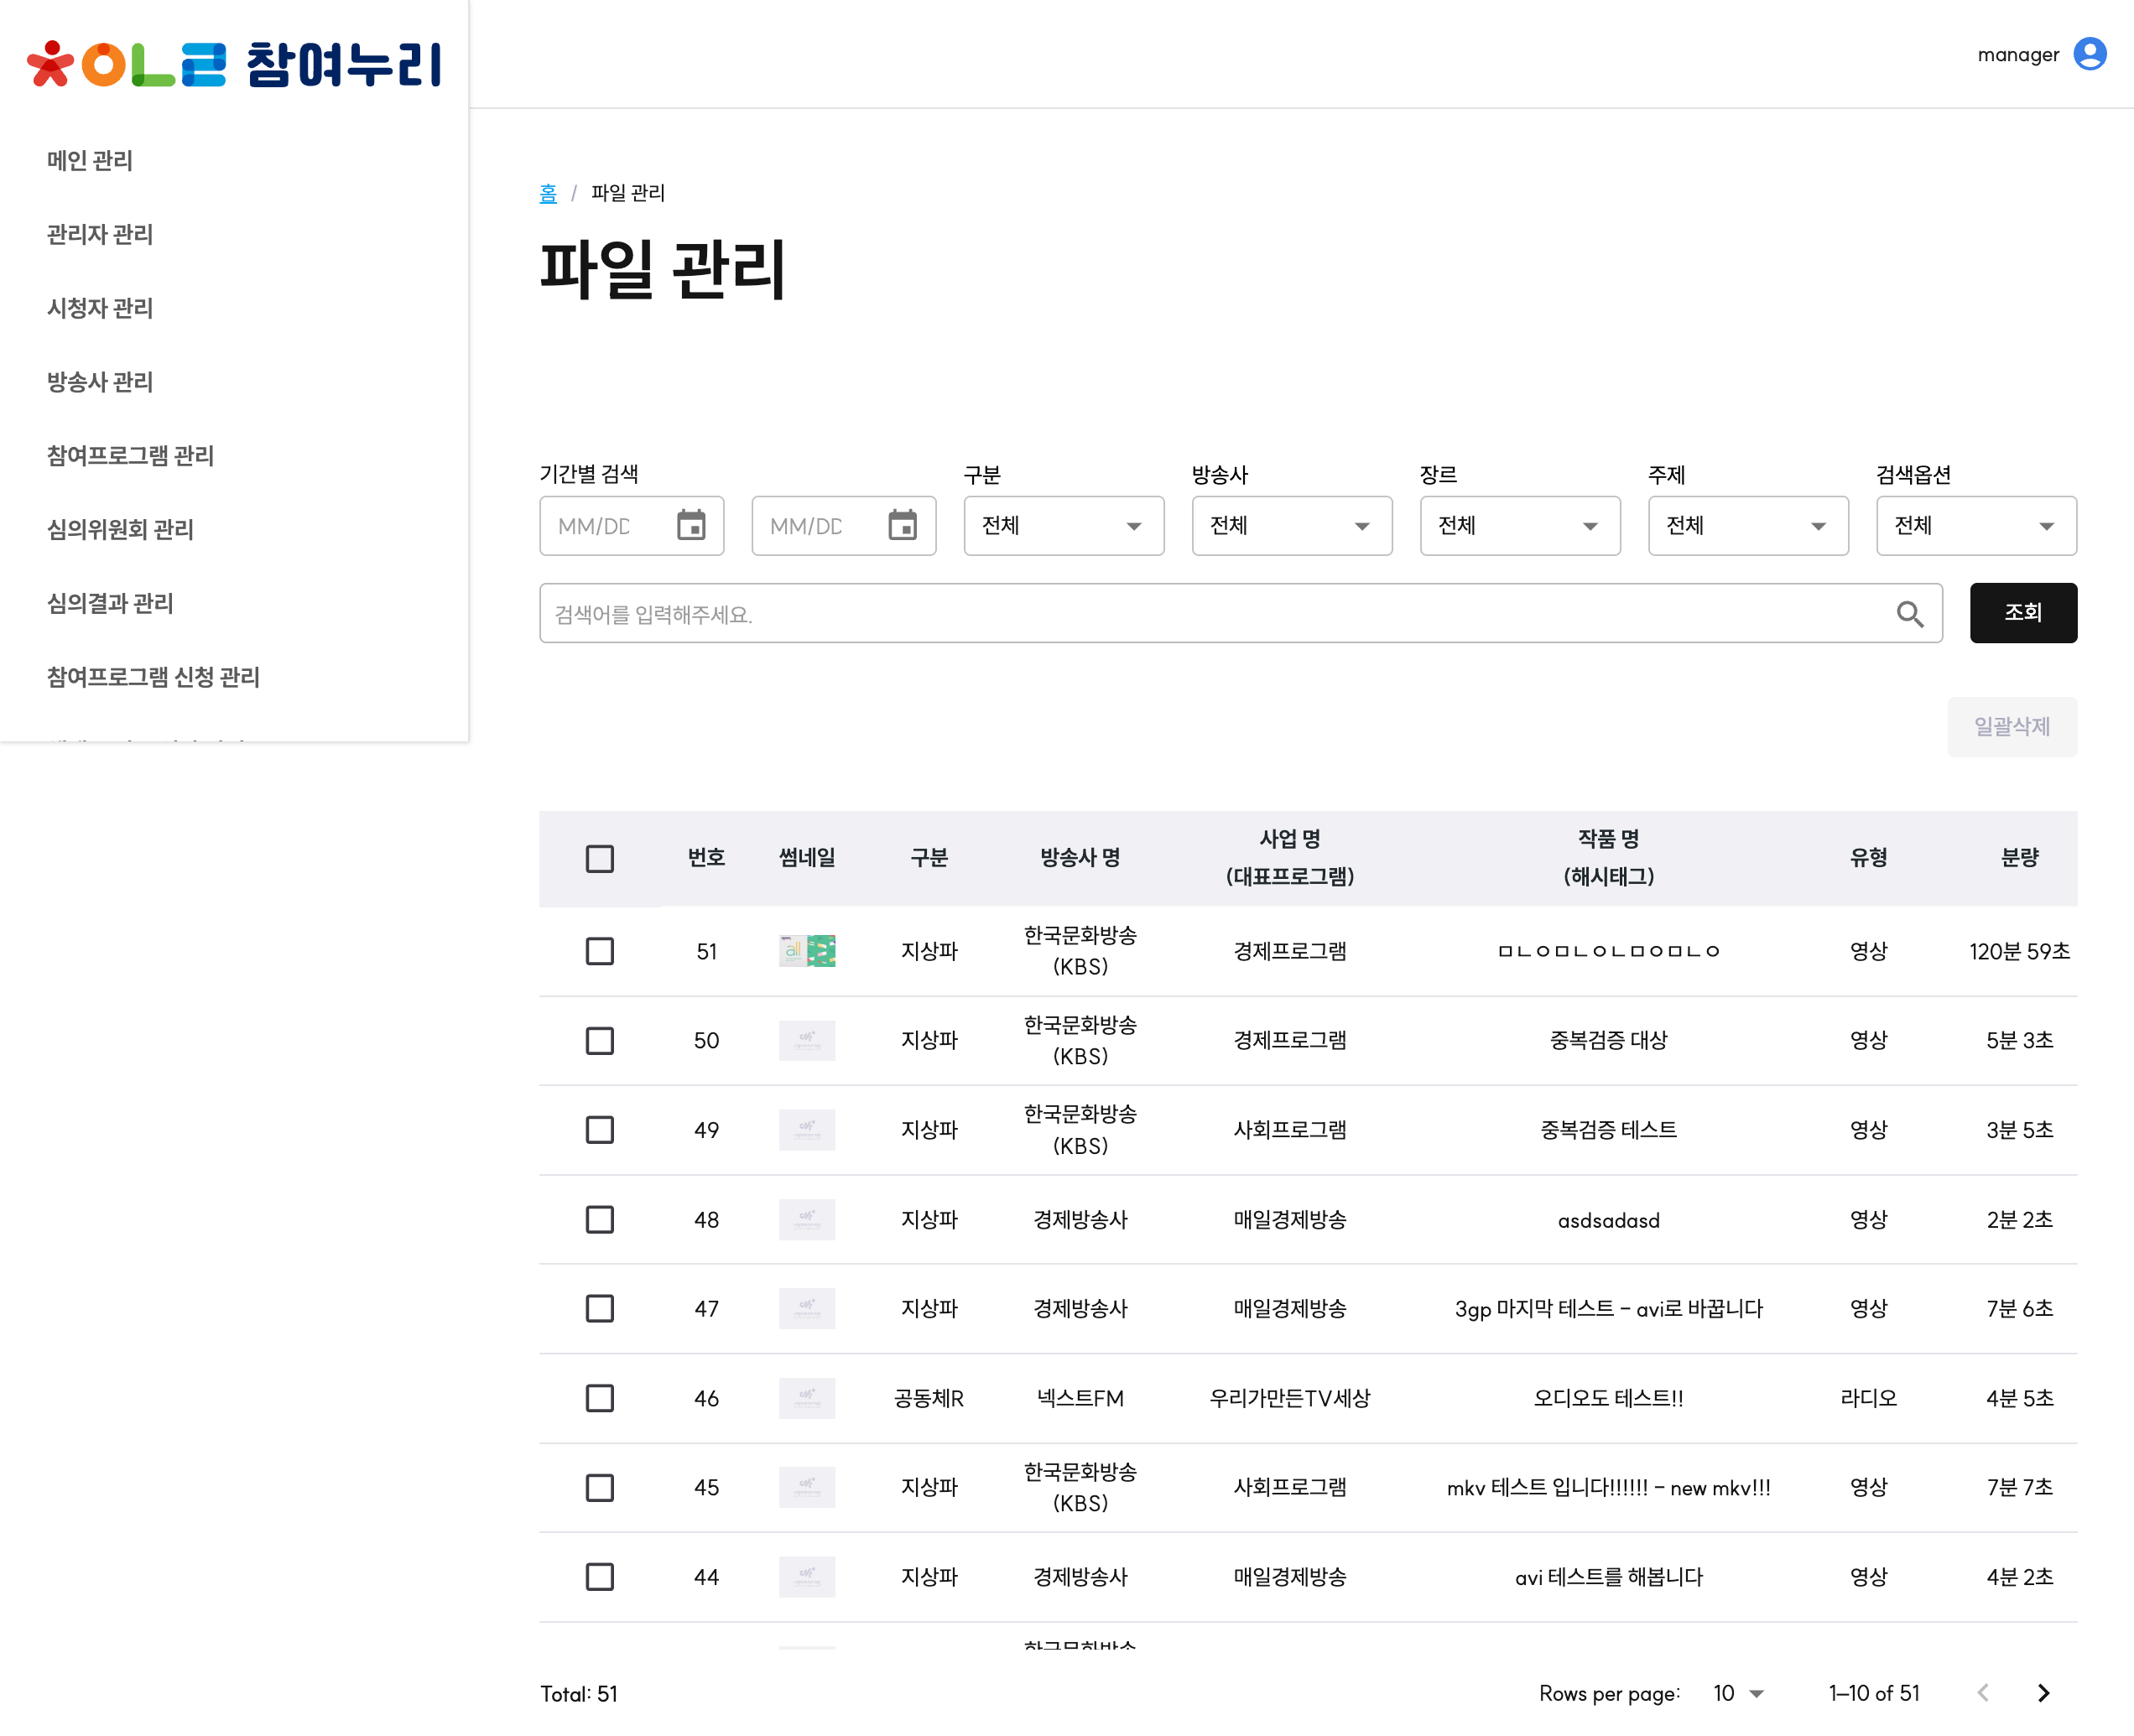 참여누리
manager
메인 관리
관리자 관리
시청자 관리
방송사 관리
참여프로그램 관리
심의위원회 관리
심의결과 관리
참여프로그램 신청 관리
홈 / 파일 관리
파일 관리
기간별 검색 구분 방송사 장르 주제 검색옵션
MM/DD MM/DD 전체 전체 전체 전체 전체
검색어를 입력해주세요. 조회
일괄삭제
번호 썸네일 구분 방송사 명 사업 명 (대표프로그램) 작품 명 (해시태그) 유형 분량
51 all 지상파 한국문화방송 (KBS) 경제프로그램 ㅁㄴㅇㅁㄴㅇㄴㅁㅇㅁㄴㅇ 영상 120분 59초
50 지상파 한국문화방송 (KBS) 경제프로그램 중복검증 대상 영상 5분 3초
49 지상파 한국문화방송 (KBS) 사회프로그램 중복검증 테스트 영상 3분 5초
48 지상파 경제방송사 매일경제방송 asdsadasd 영상 2분 2초
47 지상파 경제방송사 매일경제방송 3gp 마지막 테스트 - avi로 바꿉니다 영상 7분 6초
46 공동체R 넥스트FM 우리가만든TV세상 오디오도 테스트!! 라디오 4분 5초
45 지상파 한국문화방송 (KBS) 사회프로그램 mkv 테스트 입니다!!!!!! - new mkv!!! 영상 7분 7초
44 지상파 경제방송사 매일경제방송 avi 테스트를 해봅니다 영상 4분 2초
Total: 51 Rows per page: 10 1–10 of 51